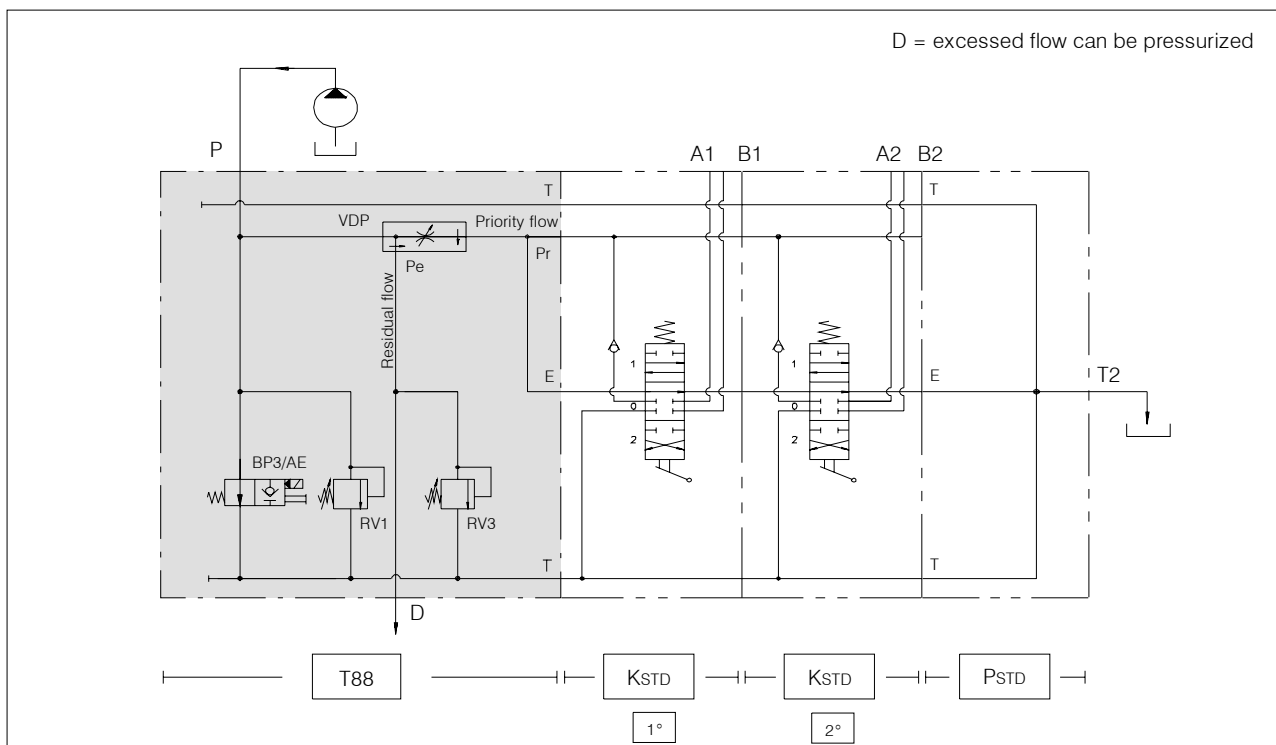 D = excessed flow can be pressurized
P
A1 B1 A2 B2
T T
VDP Priority flow
Pr
Pe
Residual flow
E E T2
1 1
0 0
2 2
BP3/AE
RV1 RV3
T T
D
T88 KSTD KSTD PSTD
1° 2°